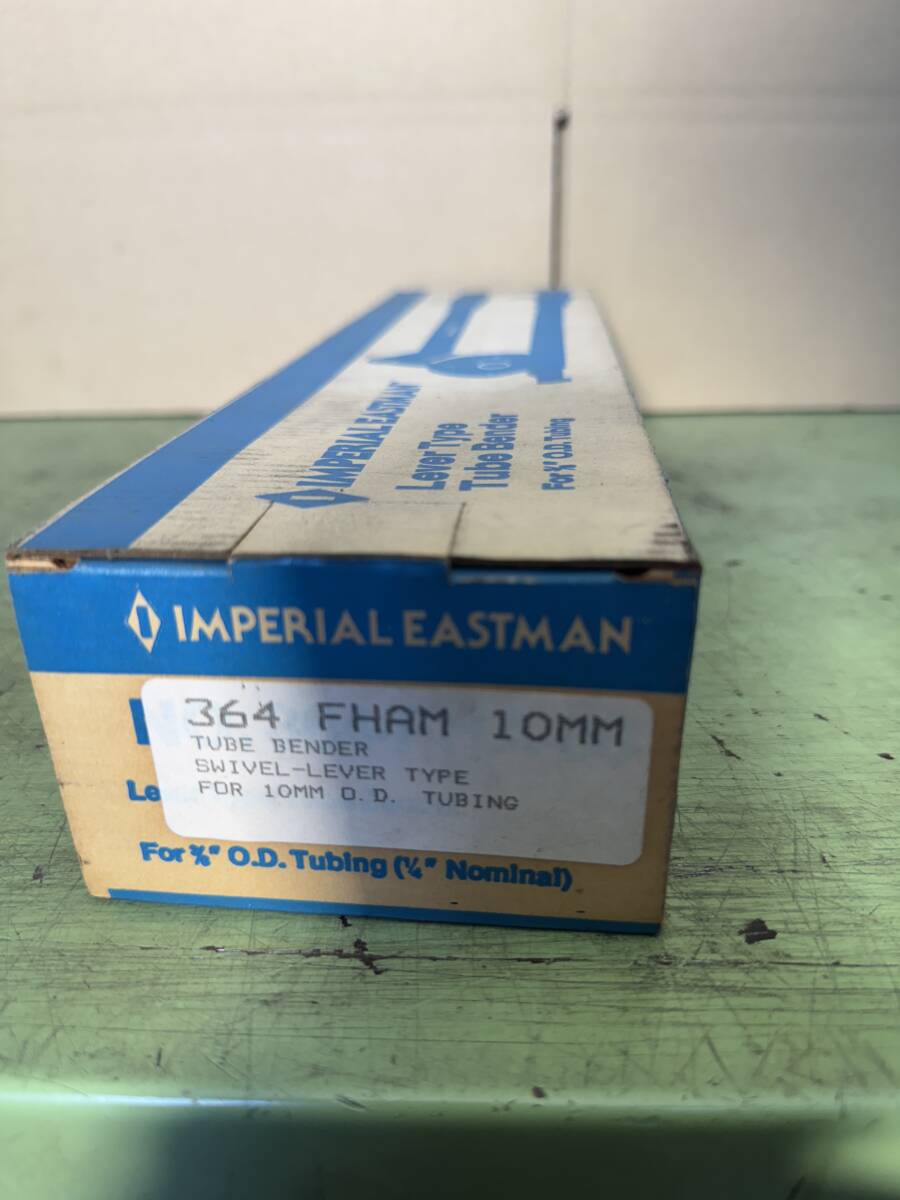 IMPERIAL EASTMAN
Lever Type
Tube Bender
For ⅜" O.D. Tubing
IMPERIAL EASTMAN
364 FHAM 10MM
TUBE BENDER
SWIVEL-LEVER TYPE
FOR 10MM O.D. TUBING
Le
For ⅜" O.D. Tubing (¼" Nominal)